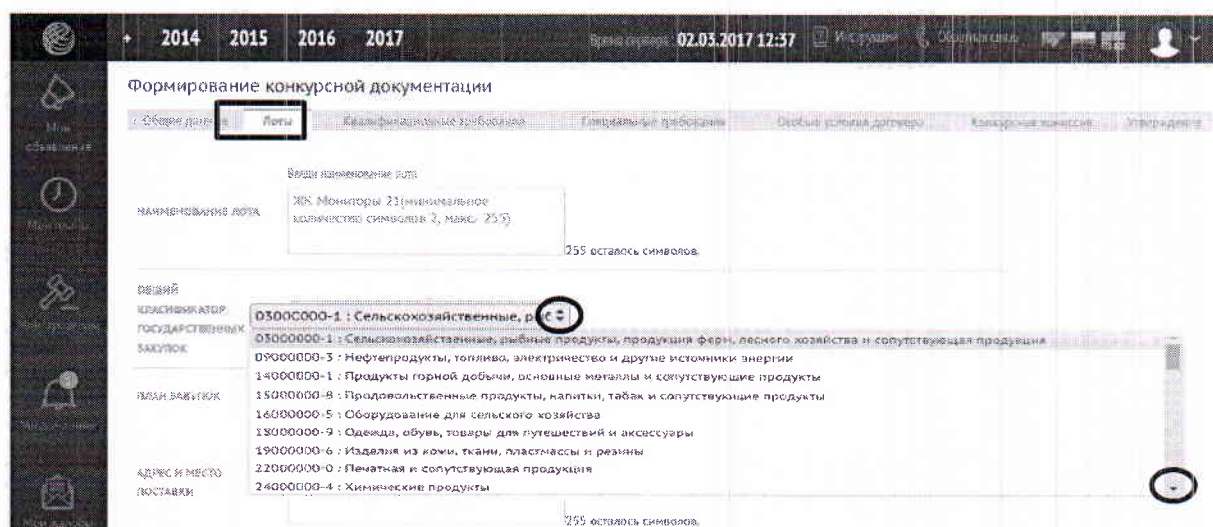 + 2014 2015 2016 2017 Время сервера: 02.03.2017 12:37 Инструкции Обратная связь
Формирование конкурсной документации
Общие данные Лоты Квалификационные требования Специальные требования Особые условия договора Конкурсная комиссия Утверждение
Мои объявления
Введи наименование лота
НАИМЕНОВАНИЕ ЛОТА
ЖК Мониторы 21(минимальное
количество символов 2, макс. 255)
255 осталось символов.
ОБЩИЙ
КЛАСИФИКАТОР
ГОСУДАРСТВЕННЫХ
ЗАКУПОК
03000000-1 : Сельскохозяйственные, рыб
03000000-1 : Сельскохозяйственные, рыбные продукты, продукция ферм, лесного хозяйства и сопутствующая продукция
09000000-3 : Нефтепродукты, топливо, электричество и другие источники энергии
14000000-1 : Продукты горной добычи, основные металлы и сопутствующие продукты
ПЛАН ЗАКУПОК
15000000-8 : Продовольственные продукты, напитки, табак и сопутствующие продукты
16000000-5 : Оборудование для сельского хозяйства
18000000-9 : Одежда, обувь, товары для путешествий и аксессуары
19000000-6 : Изделия из кожи, ткани, пластмассы и резины
АДРЕС И МЕСТО
ПОСТАВКИ
22000000-0 : Печатная и сопутствующая продукция
24000000-4 : Химические продукты
255 осталось символов.